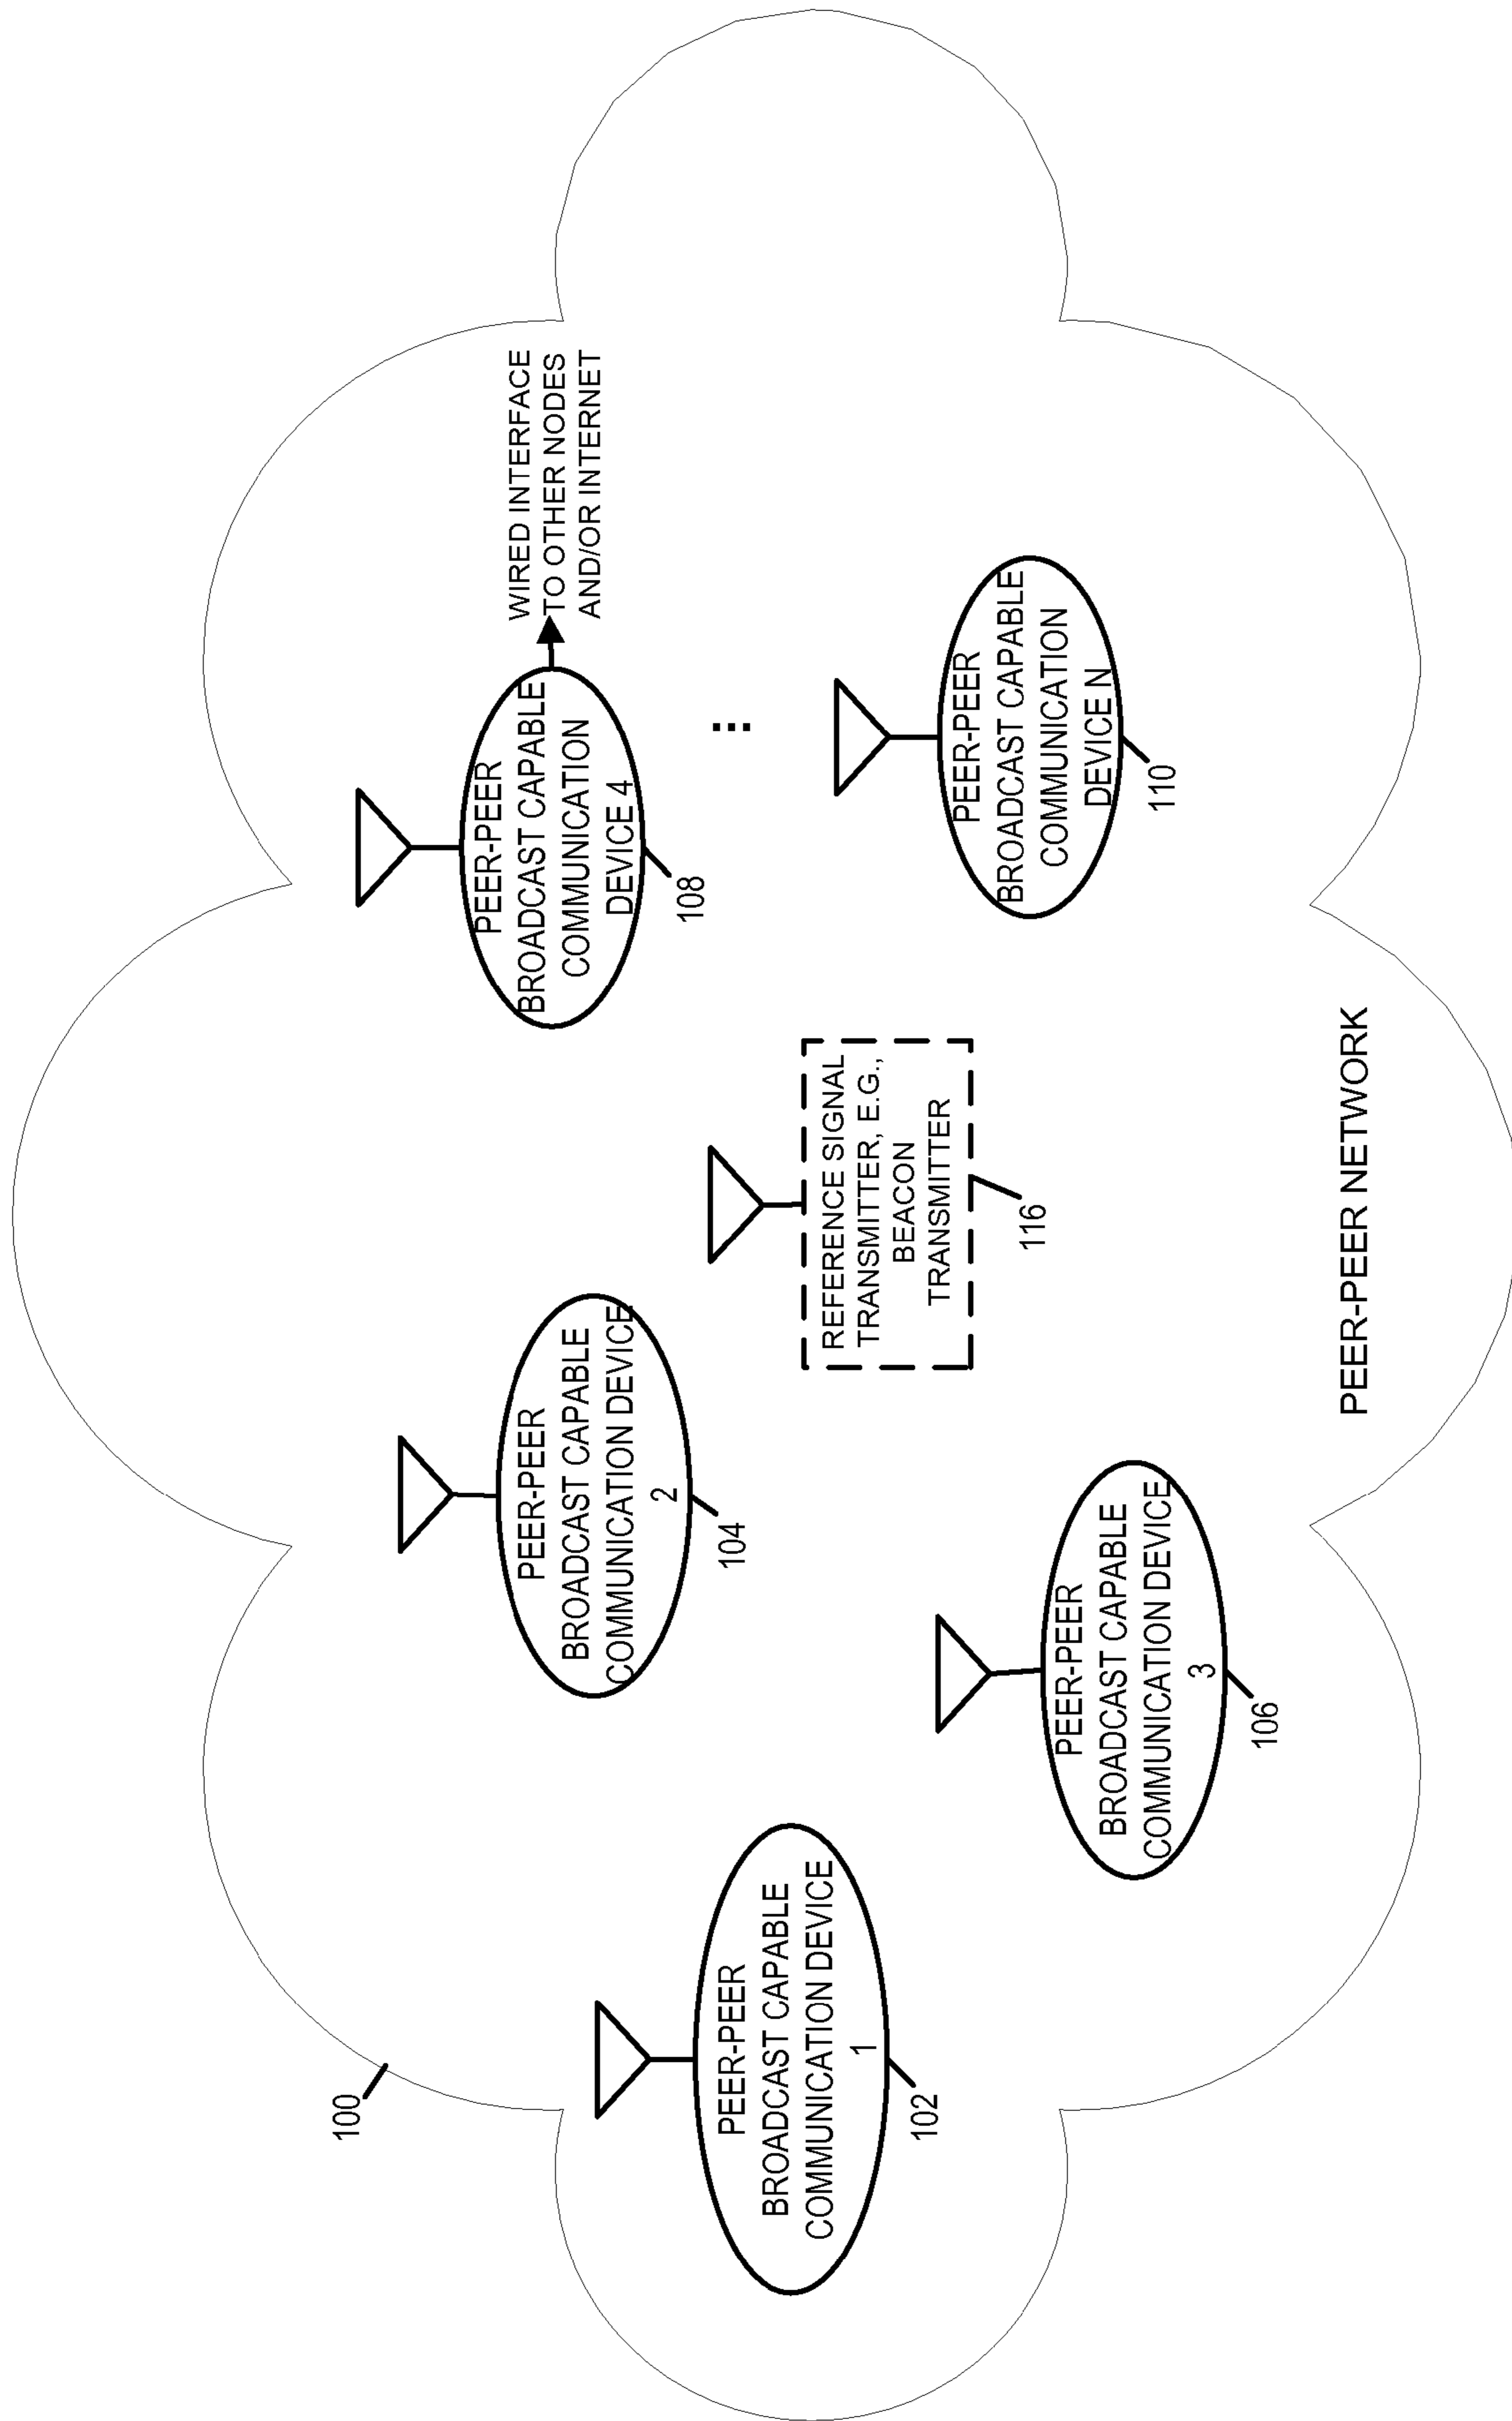 100
PEER-PEER
BROADCAST CAPABLE
COMMUNICATION DEVICE
1
102
PEER-PEER
BROADCAST CAPABLE
COMMUNICATION DEVICE
2
104
PEER-PEER
BROADCAST CAPABLE
COMMUNICATION DEVICE
3
106
REFERENCE SIGNAL
TRANSMITTER, E.G.,
BEACON
TRANSMITTER
116
PEER-PEER
BROADCAST CAPABLE
COMMUNICATION
DEVICE 4
108
WIRED INTERFACE
TO OTHER NODES
AND/OR INTERNET
...
PEER-PEER
BROADCAST CAPABLE
COMMUNICATION
DEVICE N
110
PEER-PEER NETWORK